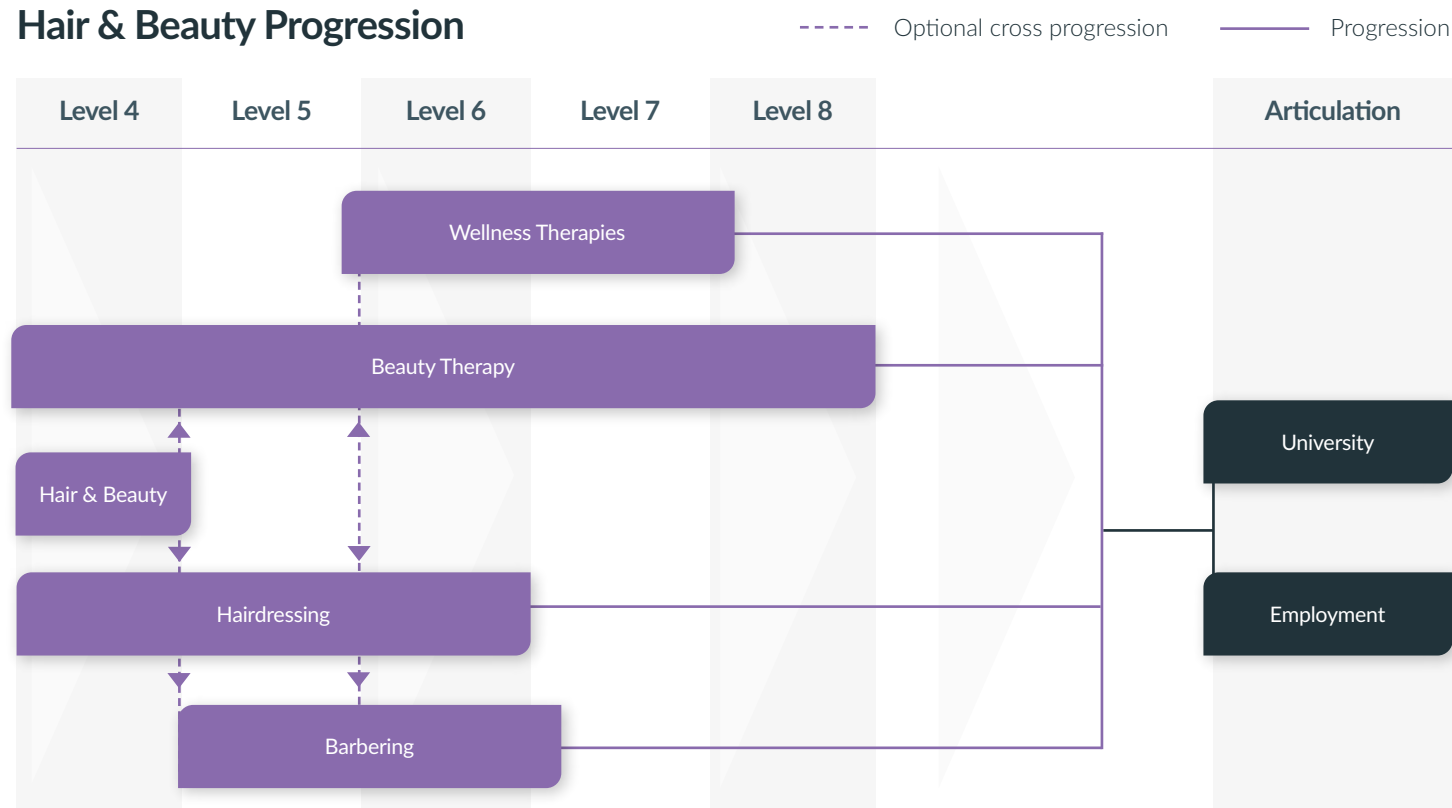 Hair & Beauty Progression
Optional cross progression
Progression
Level 4
Level 5
Level 6
Level 7
Level 8
Articulation
Wellness Therapies
Beauty Therapy
University
Hair & Beauty
Hairdressing
Employment
Barbering